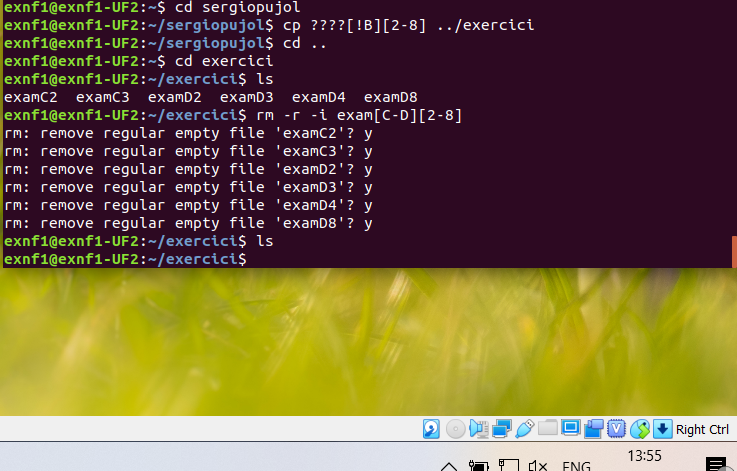 exnf1@exnf1-UF2:~$ cd sergiopujol
exnf1@exnf1-UF2:~/sergiopujol$ cp ????[!B][2-8] ../exercici
exnf1@exnf1-UF2:~/sergiopujol$ cd ..
exnf1@exnf1-UF2:~$ cd exercici
exnf1@exnf1-UF2:~/exercici$ ls
examC2  examC3  examD2  examD3  examD4  examD8
exnf1@exnf1-UF2:~/exercici$ rm -r -i exam[C-D][2-8]
rm: remove regular empty file 'examC2'? y
rm: remove regular empty file 'examC3'? y
rm: remove regular empty file 'examD2'? y
rm: remove regular empty file 'examD3'? y
rm: remove regular empty file 'examD4'? y
rm: remove regular empty file 'examD8'? y
exnf1@exnf1-UF2:~/exercici$ ls
exnf1@exnf1-UF2:~/exercici$
Right Ctrl
13:55
ENG